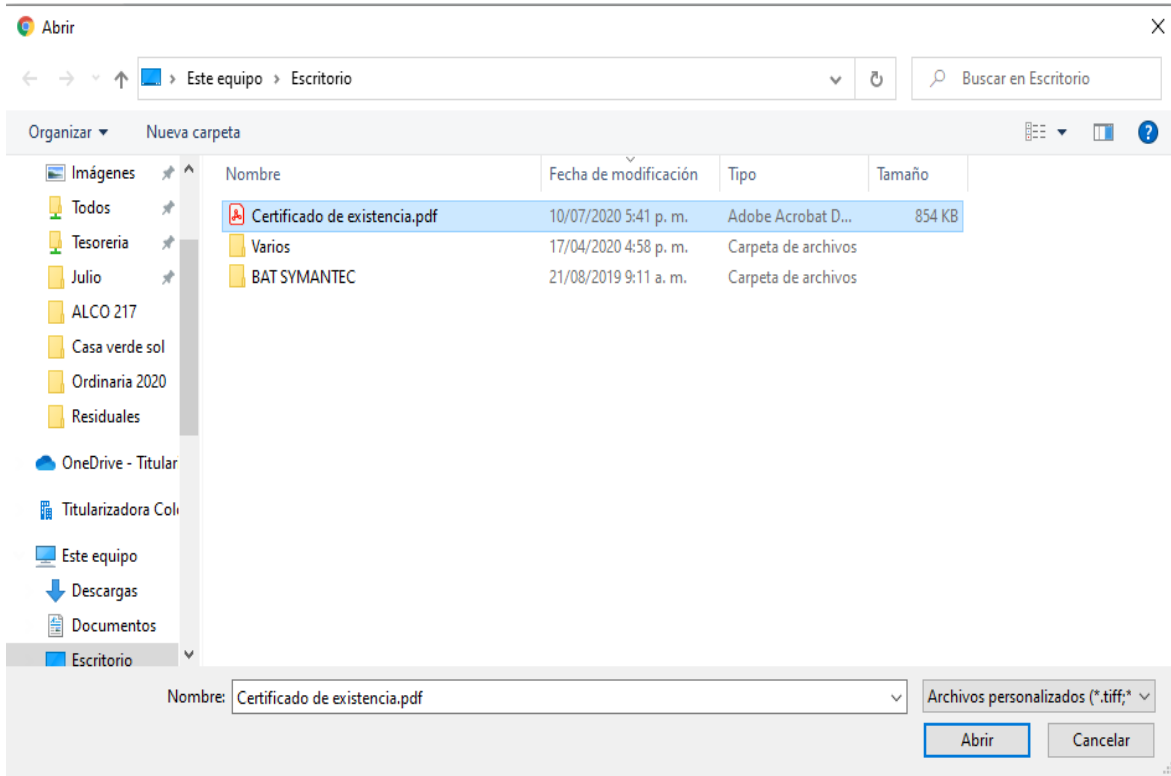 Abrir
Este equipo > Escritorio
Buscar en Escritorio
Organizar
Nueva carpeta
Nombre Fecha de modificación Tipo Tamaño
Certificado de existencia.pdf 10/07/2020 5:41 p. m. Adobe Acrobat D... 854 KB
Varios 17/04/2020 4:58 p. m. Carpeta de archivos
BAT SYMANTEC 21/08/2019 9:11 a. m. Carpeta de archivos
Imágenes
Todos
Tesoreria
Julio
ALCO 217
Casa verde sol
Ordinaria 2020
Residuales
OneDrive - Titular
Titularizadora Col
Este equipo
Descargas
Documentos
Escritorio
Nombre: Certificado de existencia.pdf
Archivos personalizados (*.tiff;*
Abrir Cancelar